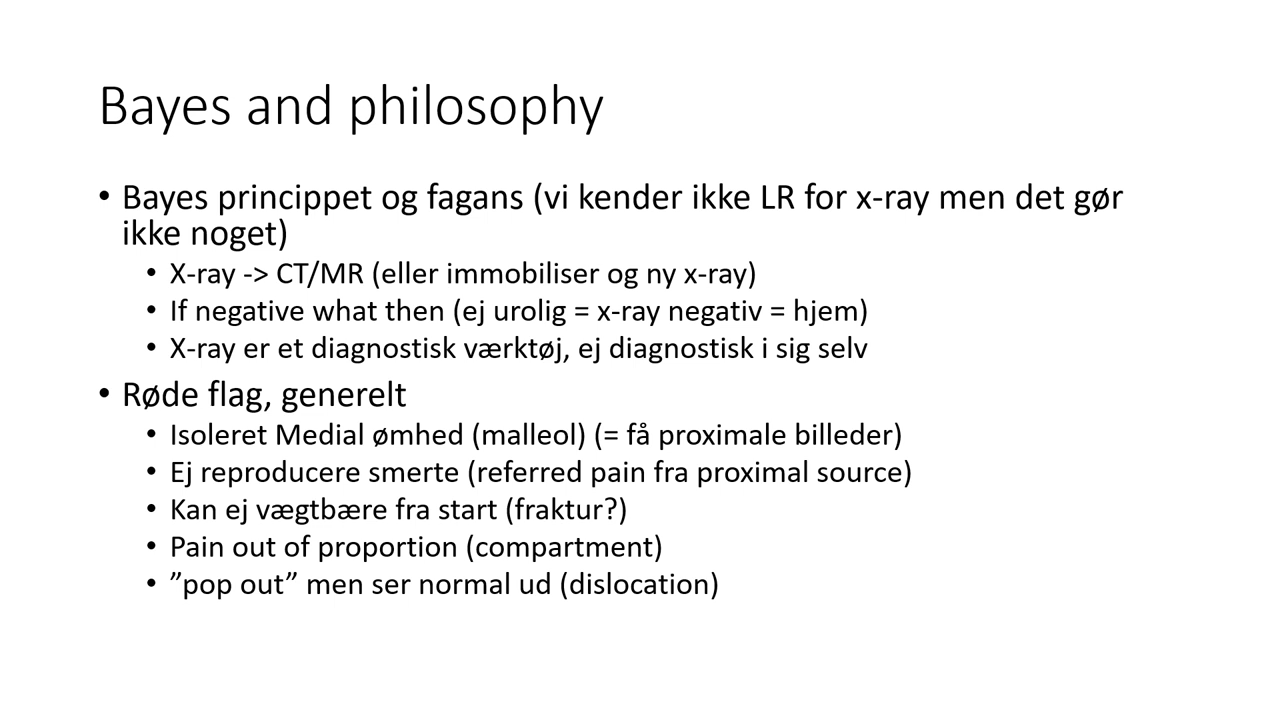 Bayes and philosophy
• Bayes princippet og fagans (vi kender ikke LR for x-ray men det gør
ikke noget)
• X-ray -> CT/MR (eller immobiliser og ny x-ray)
• If negative what then (ej urolig = x-ray negativ = hjem)
• X-ray er et diagnostisk værktøj, ej diagnostisk i sig selv
• Røde flag, generelt
• Isoleret Medial ømhed (malleol) (= få proximale billeder)
• Ej reproducere smerte (referred pain fra proximal source)
• Kan ej vægtbære fra start (fraktur?)
• Pain out of proportion (compartment)
• ”pop out” men ser normal ud (dislocation)